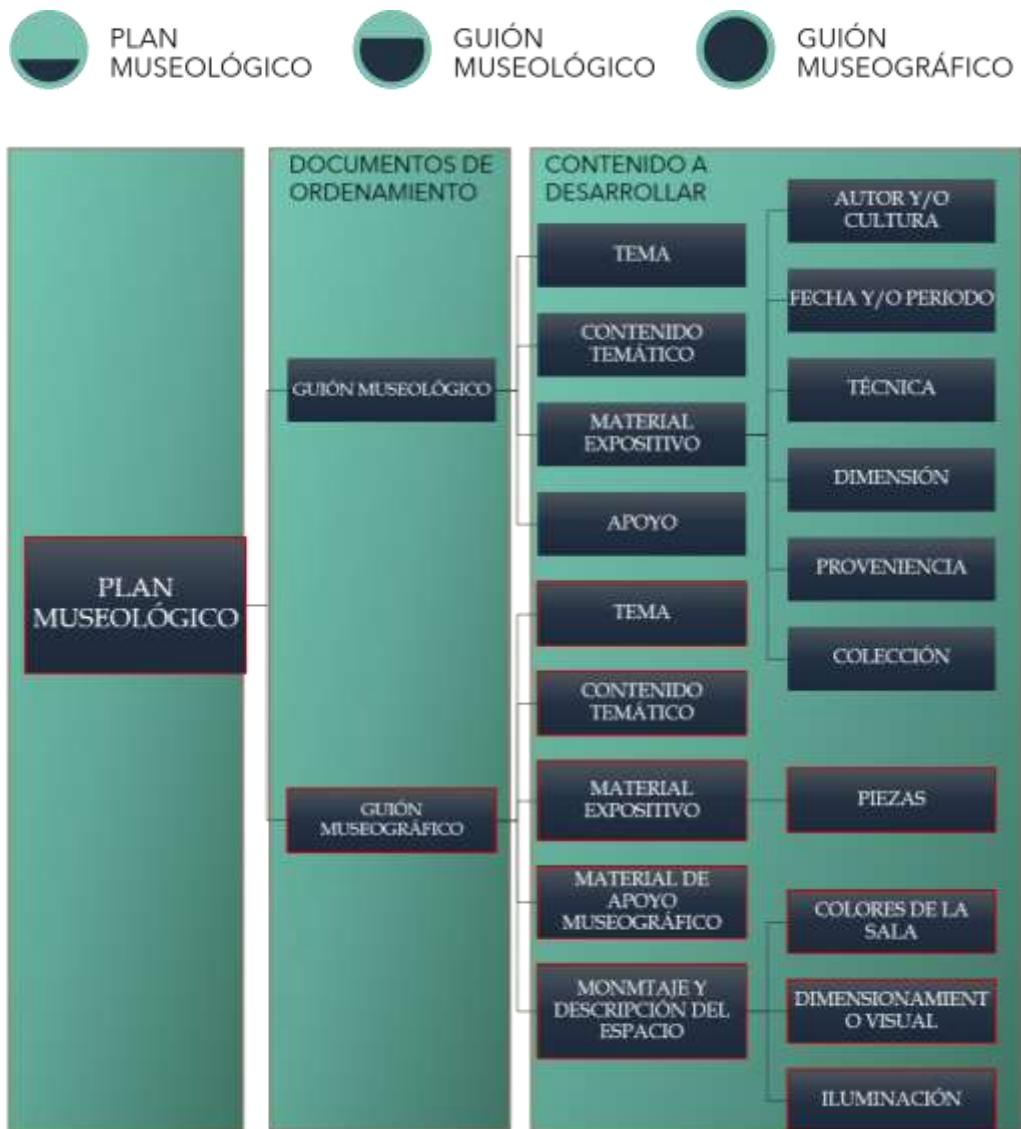 PLAN
MUSEOLÓGICO
GUIÓN
MUSEOLÓGICO
GUIÓN
MUSEOGRÁFICO
DOCUMENTOS DE
ORDENAMIENTO
CONTENIDO A
DESARROLLAR
PLAN
MUSEOLÓGICO
GUIÓN MUSEOLÓGICO
TEMA
CONTENIDO
TEMÁTICO
MATERIAL
EXPOSITIVO
APOYO
AUTOR Y/O
CULTURA
FECHA Y/O PERIODO
TÉCNICA
DIMENSIÓN
PROVENIENCIA
COLECCIÓN
GUIÓN
MUSEOGRÁFICO
TEMA
CONTENIDO
TEMÁTICO
MATERIAL
EXPOSITIVO
PIEZAS
MATERIAL DE
APOYO
MUSEOGRÁFICO
MONMTAJE Y
DESCRIPCIÓN DEL
ESPACIO
COLORES DE LA
SALA
DIMENSIONAMIENT
O VISUAL
ILUMINACIÓN